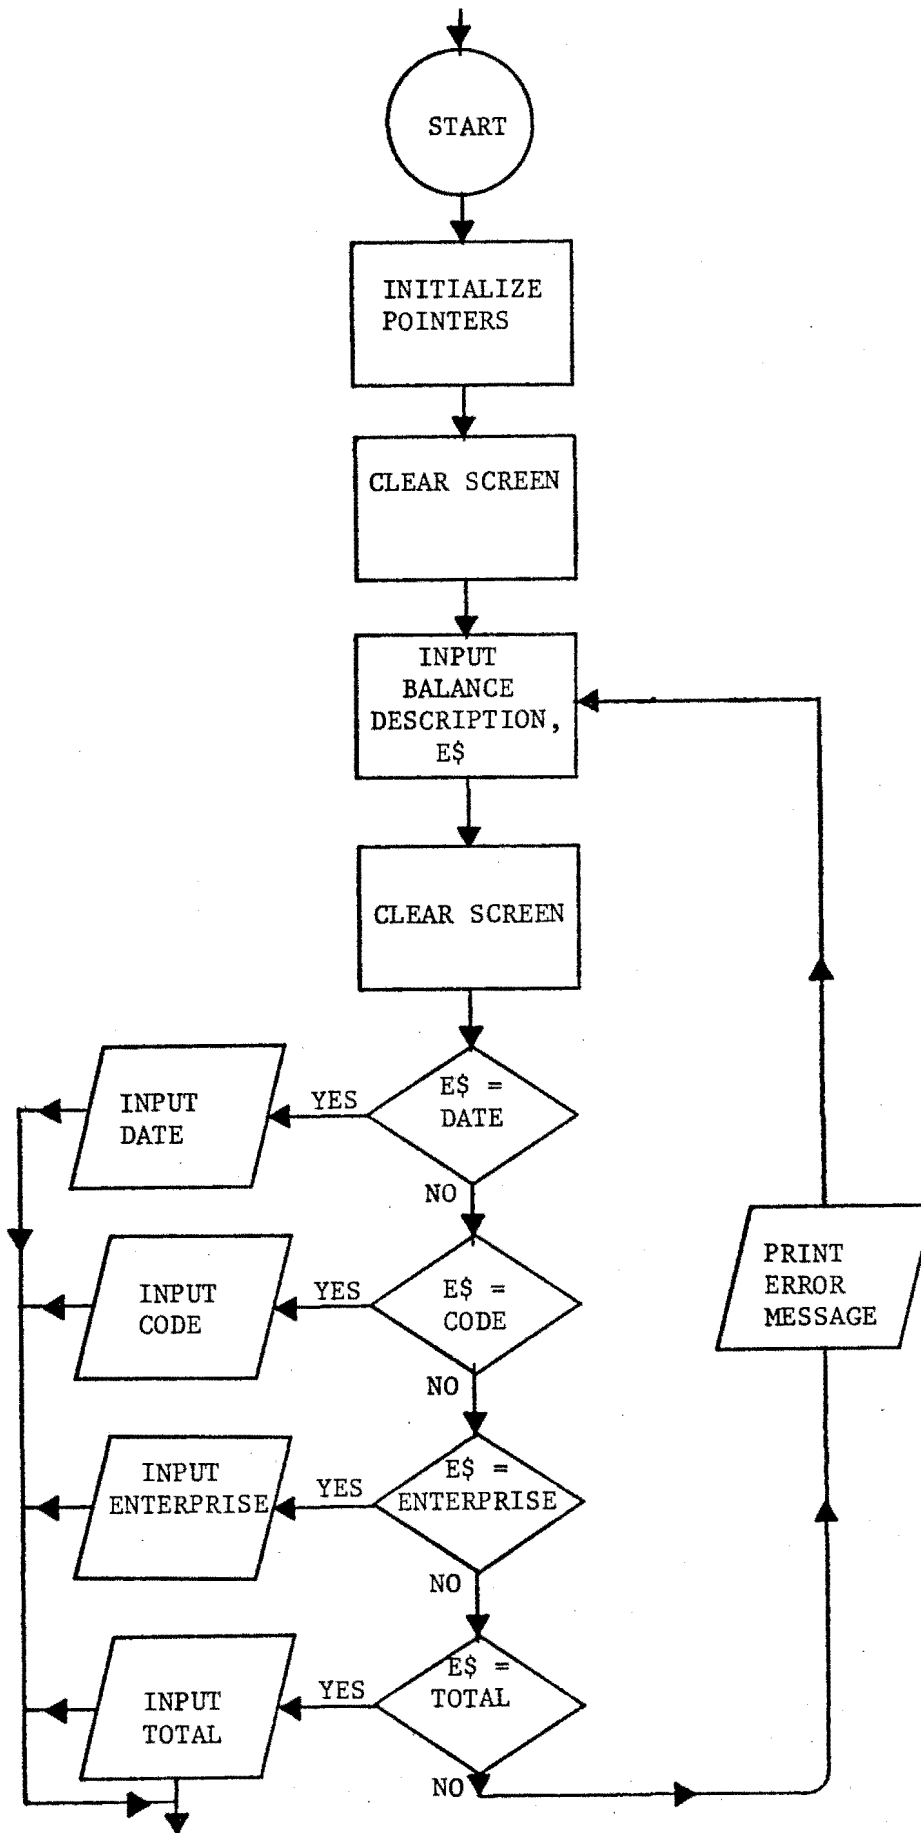 START
INITIALIZE
POINTERS
CLEAR SCREEN
INPUT
BALANCE
DESCRIPTION,
E$
CLEAR SCREEN
E$ =
DATE
YES
INPUT
DATE
NO
E$ =
CODE
YES
INPUT
CODE
NO
E$ =
ENTERPRISE
YES
INPUT
ENTERPRISE
NO
E$ =
TOTAL
YES
INPUT
TOTAL
NO
PRINT
ERROR
MESSAGE